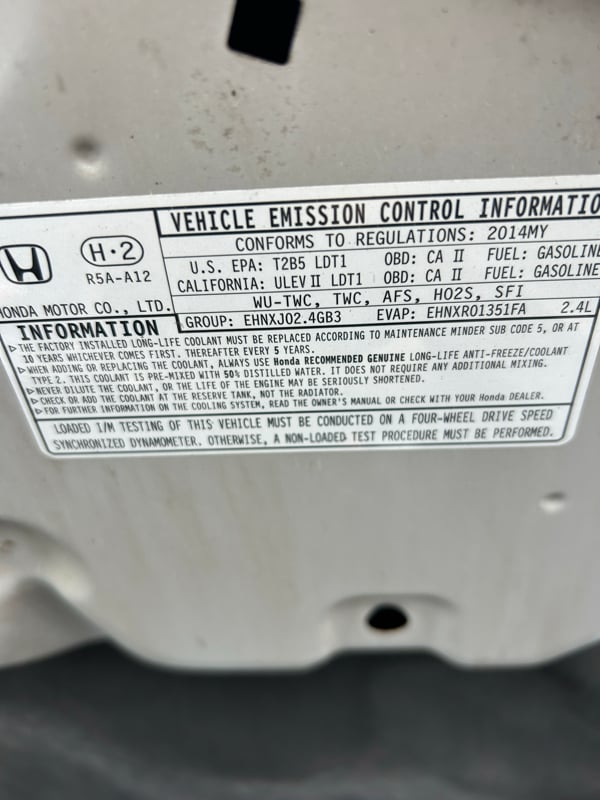 VEHICLE EMISSION CONTROL INFORMATIO
CONFORMS TO REGULATIONS: 2014MY
H·2
R5A-A12
HONDA MOTOR CO., LTD.
U.S. EPA: T2B5 LDT1 OBD: CA II FUEL: GASOLINE
CALIFORNIA: ULEV II LDT1 OBD: CA II FUEL: GASOLINE
WU-TWC, TWC, AFS, HO2S, SFI
GROUP: EHNXJ02.4GB3 EVAP: EHNXR01351FA 2.4L
INFORMATION
▷THE FACTORY INSTALLED LONG-LIFE COOLANT MUST BE REPLACED ACCORDING TO MAINTENANCE MINDER SUB CODE 5, OR AT
10 YEARS WHICHEVER COMES FIRST. THEREAFTER EVERY 5 YEARS.
▷WHEN ADDING OR REPLACING THE COOLANT, ALWAYS USE Honda RECOMMENDED GENUINE LONG-LIFE ANTI-FREEZE/COOLANT
TYPE 2. THIS COOLANT IS PRE-MIXED WITH 50% DISTILLED WATER. IT DOES NOT REQUIRE ANY ADDITIONAL MIXING.
▷NEVER DILUTE THE COOLANT, OR THE LIFE OF THE ENGINE MAY BE SERIOUSLY SHORTENED.
▷CHECK OR ADD THE COOLANT AT THE RESERVE TANK, NOT THE RADIATOR.
▷FOR FURTHER INFORMATION ON THE COOLING SYSTEM, READ THE OWNER'S MANUAL OR CHECK WITH YOUR Honda DEALER.
LOADED I/M TESTING OF THIS VEHICLE MUST BE CONDUCTED ON A FOUR-WHEEL DRIVE SPEED
SYNCHRONIZED DYNAMOMETER. OTHERWISE, A NON-LOADED TEST PROCEDURE MUST BE PERFORMED.